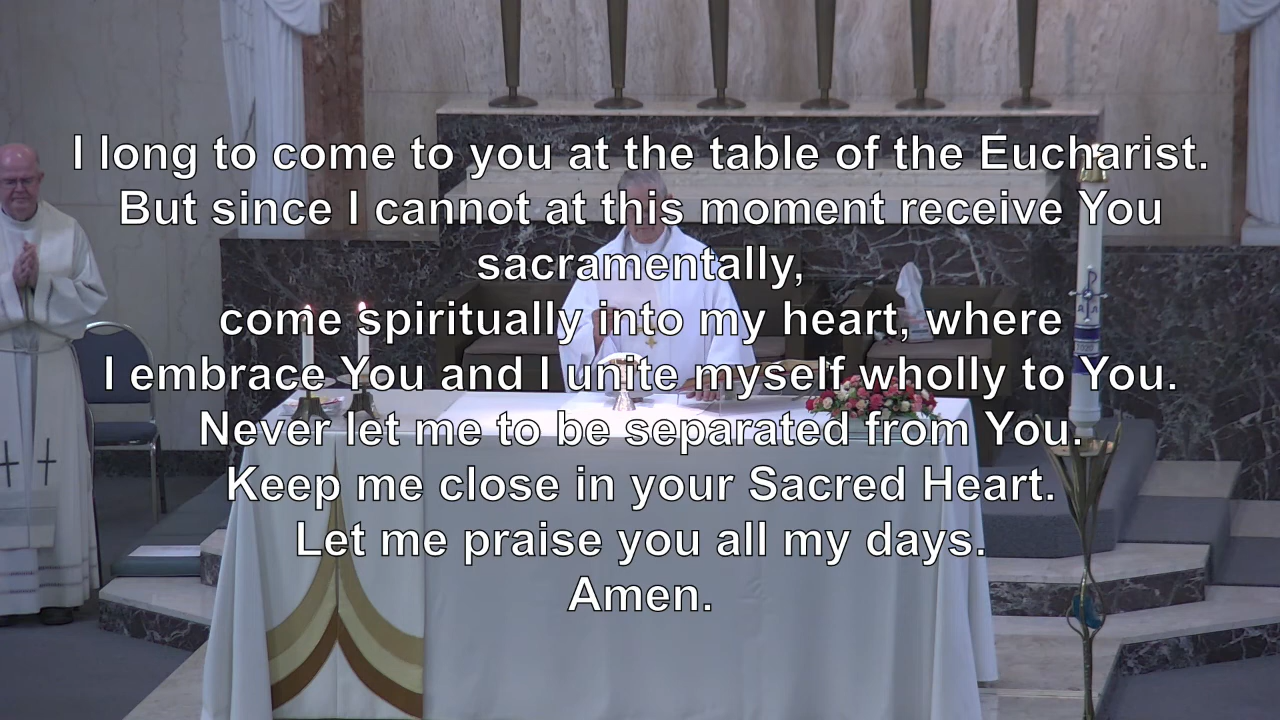 I long to come to you at the table of the Eucharist.
But since I cannot at this moment receive You
sacramentally,
come spiritually into my heart, where
I embrace You and I unite myself wholly to You.
Never let me to be separated from You.
Keep me close in your Sacred Heart.
Let me praise you all my days.
Amen.